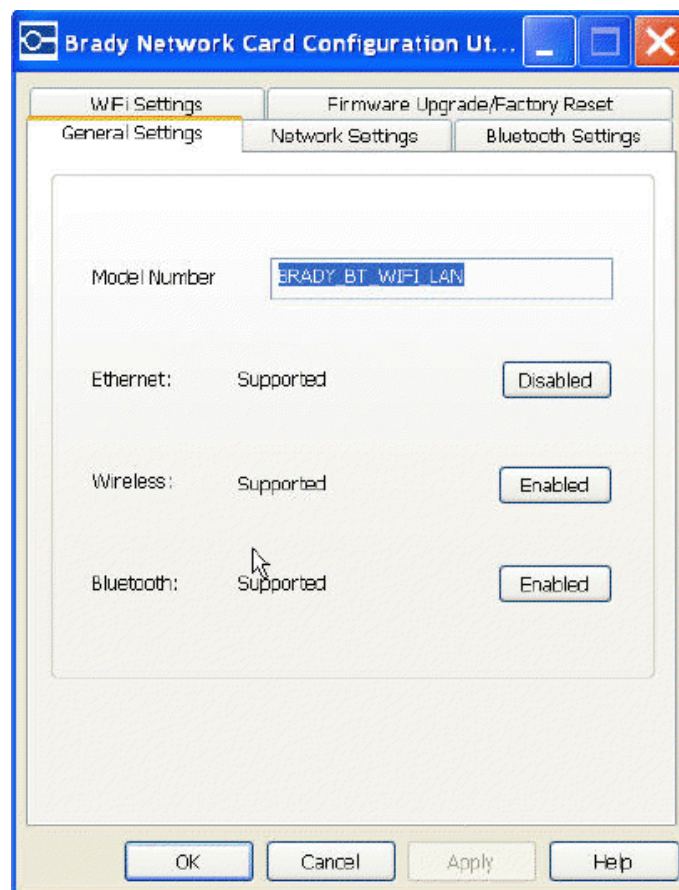 Brady Network Card Configuration Ut...
WiFi Settings
Firmware Upgrade/Factory Reset
General Settings
Network Settings
Bluetooth Settings
Model Number
BRADY_BT_WIFI_LAN
Ethernet:
Supported
Disabled
Wireless:
Supported
Enabled
Bluetooth:
Supported
Enabled
OK
Cancel
Apply
Help